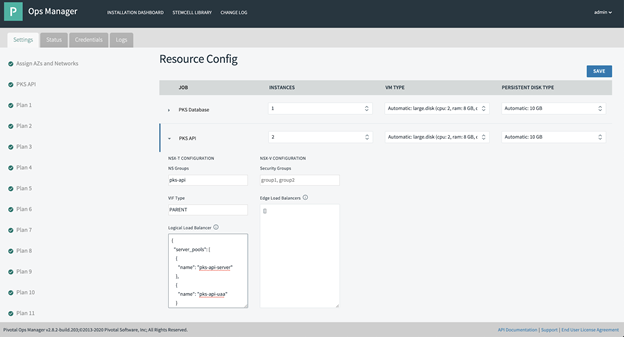 P Ops Manager INSTALLATION DASHBOARD STEMCELL LIBRARY CHANGE LOG admin
Settings Status Credentials Logs
Assign AZs and Networks
PKS API
Plan 1
Plan 2
Plan 3
Plan 4
Plan 5
Plan 6
Plan 7
Plan 8
Plan 9
Plan 10
Plan 11
Resource Config
SAVE
JOB INSTANCES VM TYPE PERSISTENT DISK TYPE
PKS Database 1 Automatic: large.disk (cpu: 2, ram: 8 GB, c Automatic: 10 GB
PKS API 2 Automatic: large.disk (cpu: 2, ram: 8 GB, c Automatic: 10 GB
NSX-T CONFIGURATION NSX-V CONFIGURATION
NS Groups Security Groups
pks-api group1, group2
VIF Type Edge Load Balancers
PARENT []
Logical Load Balancer
{
"server_pools": [
{
"name": "pks-api-server"
},
{
"name": "pks-api-uaa"
}
Pivotal Ops Manager v2.8.2-build.203;©2013-2020 Pivotal Software, Inc; All Rights Reserved. API Documentation | Support | End User License Agreement